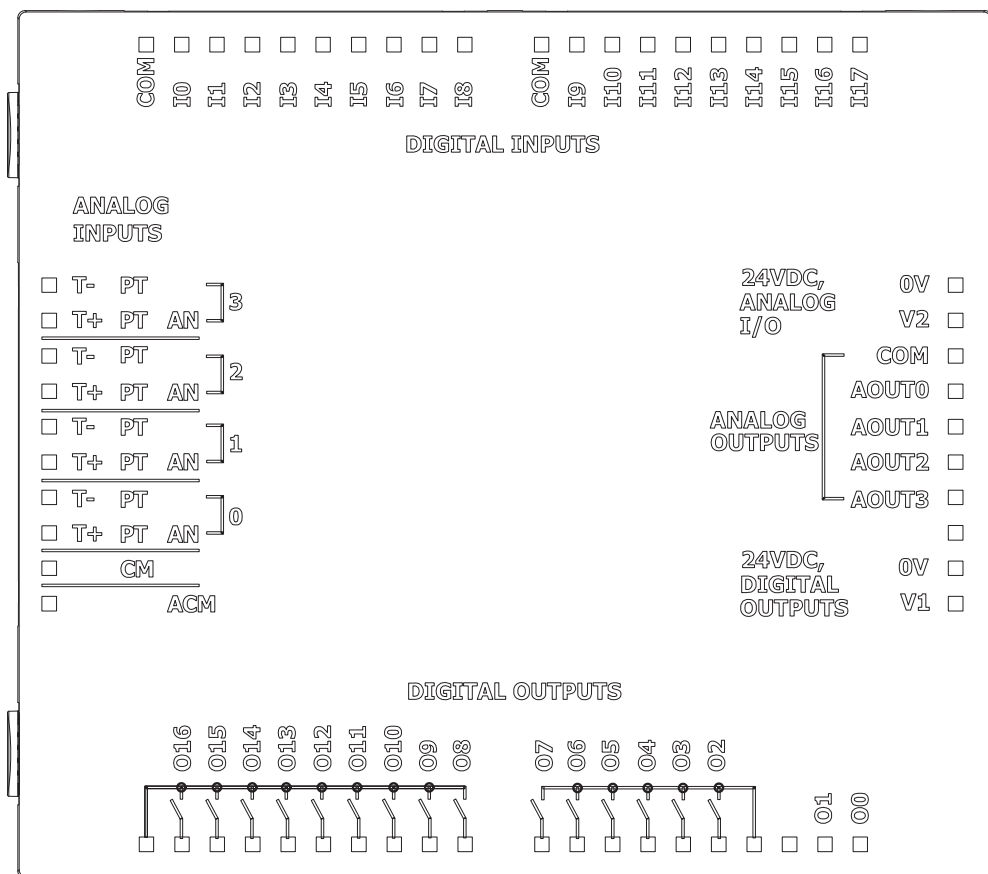 COM I0 I1 I2 I3 I4 I5 I6 I7 I8 COM I9 I10 I11 I12 I13 I14 I15 I16 I17
DIGITAL INPUTS
ANALOG
INPUTS
T- PT
T+ PT AN
3
T- PT
T+ PT AN
2
T- PT
T+ PT AN
1
T- PT
T+ PT AN
0
CM
ACM
24VDC,
ANALOG
I/O
0V
V2
COM
AOUT0
AOUT1
AOUT2
AOUT3
ANALOG
OUTPUTS
24VDC,
DIGITAL
OUTPUTS
0V
V1
DIGITAL OUTPUTS
O16 O15 O14 O13 O12 O11 O10 O9 O8 O7 O6 O5 O4 O3 O2 O1 O0